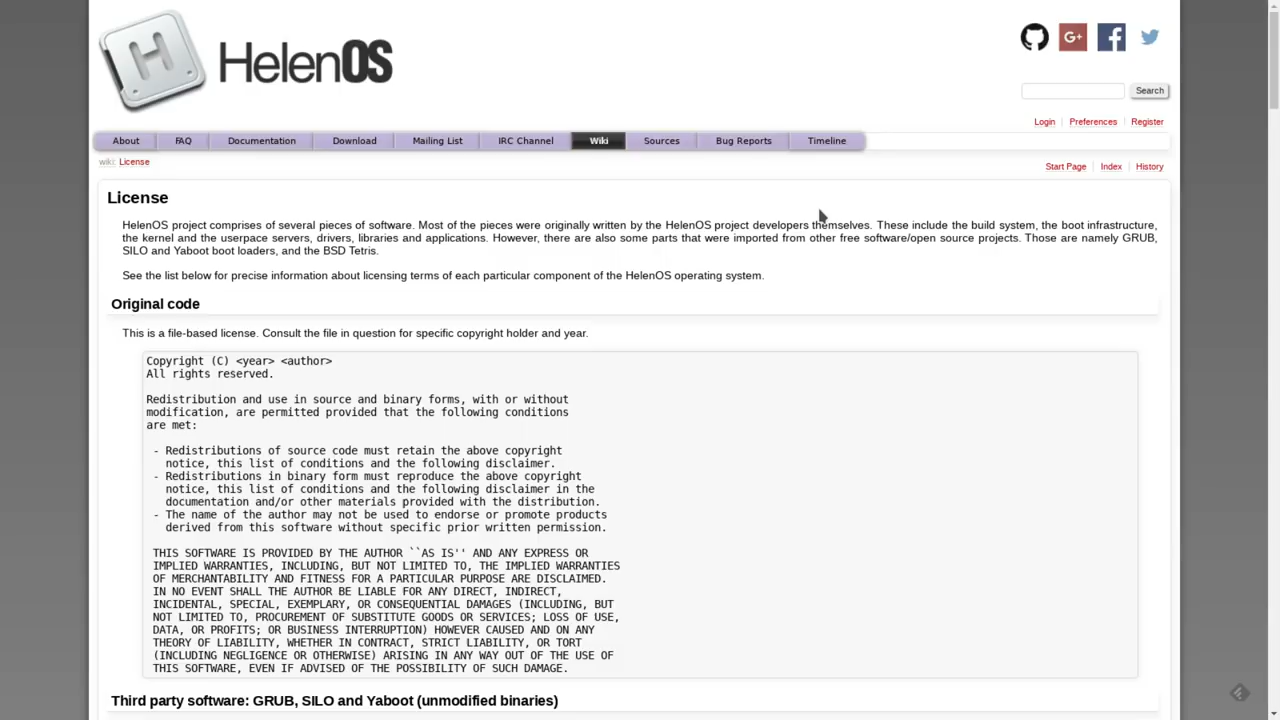 H
HelenOS
G+
Search
Login
Preferences
Register
About
FAQ
Documentation
Download
Mailing List
IRC Channel
Wiki
Sources
Bug Reports
Timeline
wiki: License
Start Page
Index
History
License
HelenOS project comprises of several pieces of software. Most of the pieces were originally written by the HelenOS project developers themselves. These include the build system, the boot infrastructure,
the kernel and the userpace servers, drivers, libraries and applications. However, there are also some parts that were imported from other free software/open source projects. Those are namely GRUB,
SILO and Yaboot boot loaders, and the BSD Tetris.
See the list below for precise information about licensing terms of each particular component of the HelenOS operating system.
Original code
This is a file-based license. Consult the file in question for specific copyright holder and year.
Copyright (C) <year> <author>
All rights reserved.
Redistribution and use in source and binary forms, with or without
modification, are permitted provided that the following conditions
are met:
- Redistributions of source code must retain the above copyright
notice, this list of conditions and the following disclaimer.
- Redistributions in binary form must reproduce the above copyright
notice, this list of conditions and the following disclaimer in the
documentation and/or other materials provided with the distribution.
- The name of the author may not be used to endorse or promote products
derived from this software without specific prior written permission.
THIS SOFTWARE IS PROVIDED BY THE AUTHOR ``AS IS'' AND ANY EXPRESS OR
IMPLIED WARRANTIES, INCLUDING, BUT NOT LIMITED TO, THE IMPLIED WARRANTIES
OF MERCHANTABILITY AND FITNESS FOR A PARTICULAR PURPOSE ARE DISCLAIMED.
IN NO EVENT SHALL THE AUTHOR BE LIABLE FOR ANY DIRECT, INDIRECT,
INCIDENTAL, SPECIAL, EXEMPLARY, OR CONSEQUENTIAL DAMAGES (INCLUDING, BUT
NOT LIMITED TO, PROCUREMENT OF SUBSTITUTE GOODS OR SERVICES; LOSS OF USE,
DATA, OR PROFITS; OR BUSINESS INTERRUPTION) HOWEVER CAUSED AND ON ANY
THEORY OF LIABILITY, WHETHER IN CONTRACT, STRICT LIABILITY, OR TORT
(INCLUDING NEGLIGENCE OR OTHERWISE) ARISING IN ANY WAY OUT OF THE USE OF
THIS SOFTWARE, EVEN IF ADVISED OF THE POSSIBILITY OF SUCH DAMAGE.
Third party software: GRUB, SILO and Yaboot (unmodified binaries)